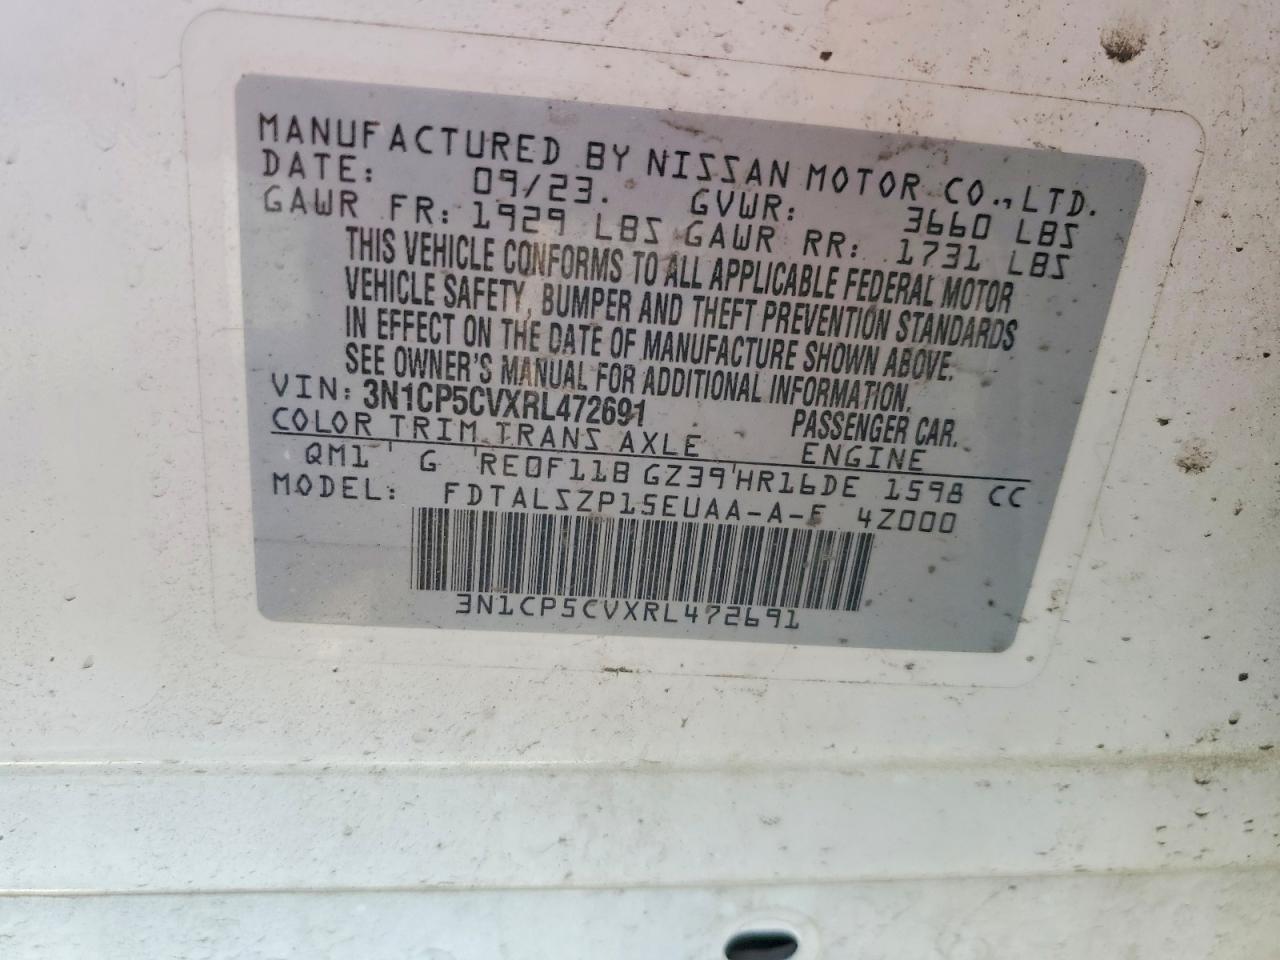 MANUFACTURED BY NISSAN MOTOR CO.,LTD.
DATE: 09/23. GVWR: 3660 LBS
GAWR FR: 1929 LBS GAWR RR: 1731 LBS
THIS VEHICLE CONFORMS TO ALL APPLICABLE FEDERAL MOTOR
VEHICLE SAFETY, BUMPER AND THEFT PREVENTION STANDARDS
IN EFFECT ON THE DATE OF MANUFACTURE SHOWN ABOVE.
SEE OWNER'S MANUAL FOR ADDITIONAL INFORMATION.
VIN: 3N1CP5CVXRL472691 PASSENGER CAR.
COLOR TRIM TRANS AXLE ENGINE
QM1 G RE0F11B GZ39 HR16DE 1598 CC
MODEL: FDTALSZP15EUAA-A-F 4Z000
3N1CP5CVXRL472691